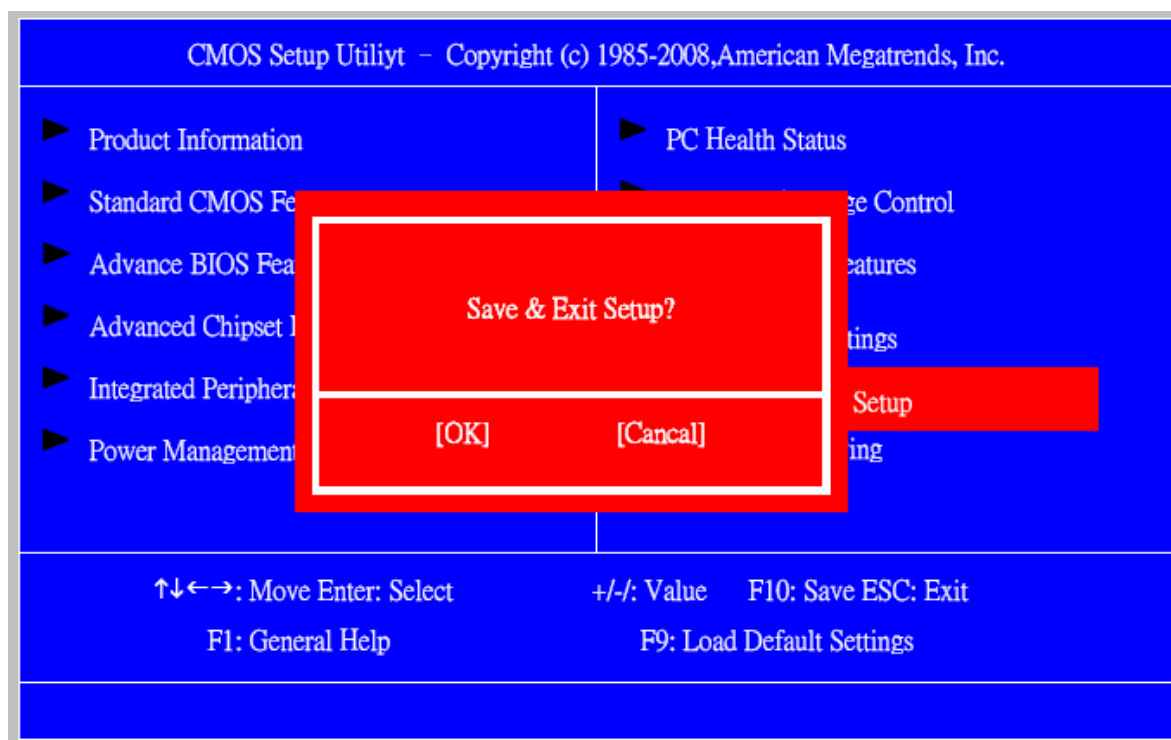 CMOS Setup Utiliyt – Copyright (c) 1985-2008,American Megatrends, Inc.
Product Information
Standard CMOS Fe
Advance BIOS Fea
Advanced Chipset
Integrated Periphera
Power Management
PC Health Status
ge Control
eatures
tings
Setup
ing
Save & Exit Setup?
[OK] [Cancal]
↑↓←→: Move Enter: Select +/-/: Value F10: Save ESC: Exit
F1: General Help F9: Load Default Settings